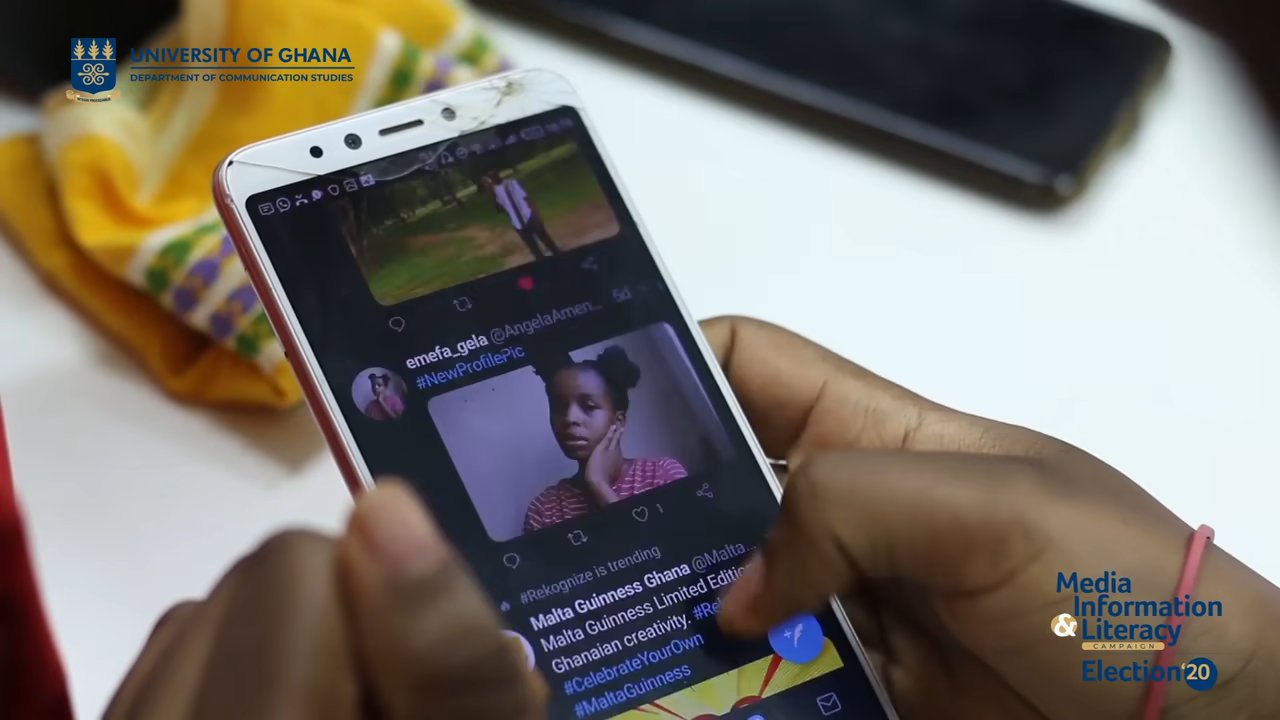 UNIVERSITY OF GHANA
DEPARTMENT OF COMMUNICATION STUDIES
emefa_gela @AngelaAmen... 6d
#NewProfilePic
1
#Rekognize is trending
Malta Guinness Ghana @Malta...
Malta Guinness Limited Editio
Ghanaian creativity. #Re
#CelebrateYourOwn
#MaltaGuinness
Media
Information
& Literacy
CAMPAIGN
Election '20